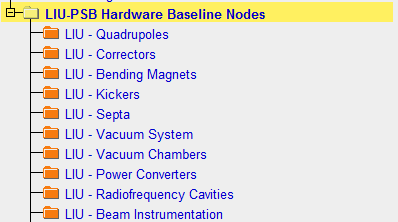 LIU-PSB Hardware Baseline Nodes
LIU - Quadrupoles
LIU - Correctors
LIU - Bending Magnets
LIU - Kickers
LIU - Septa
LIU - Vacuum System
LIU - Vacuum Chambers
LIU - Power Converters
LIU - Radiofrequency Cavities
LIU - Beam Instrumentation